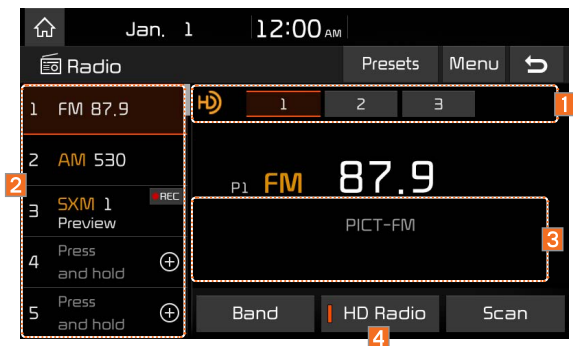 Jan. 1 12:00 AM
Radio Presets Menu
HD 1 2 3 1
1 FM 87.9
2 AM 530
2
3 SXM 1 REC
Preview
4 Press
and hold
5 Press
and hold
P1 FM 87.9
PICT-FM
3
Band HD Radio Scan
4